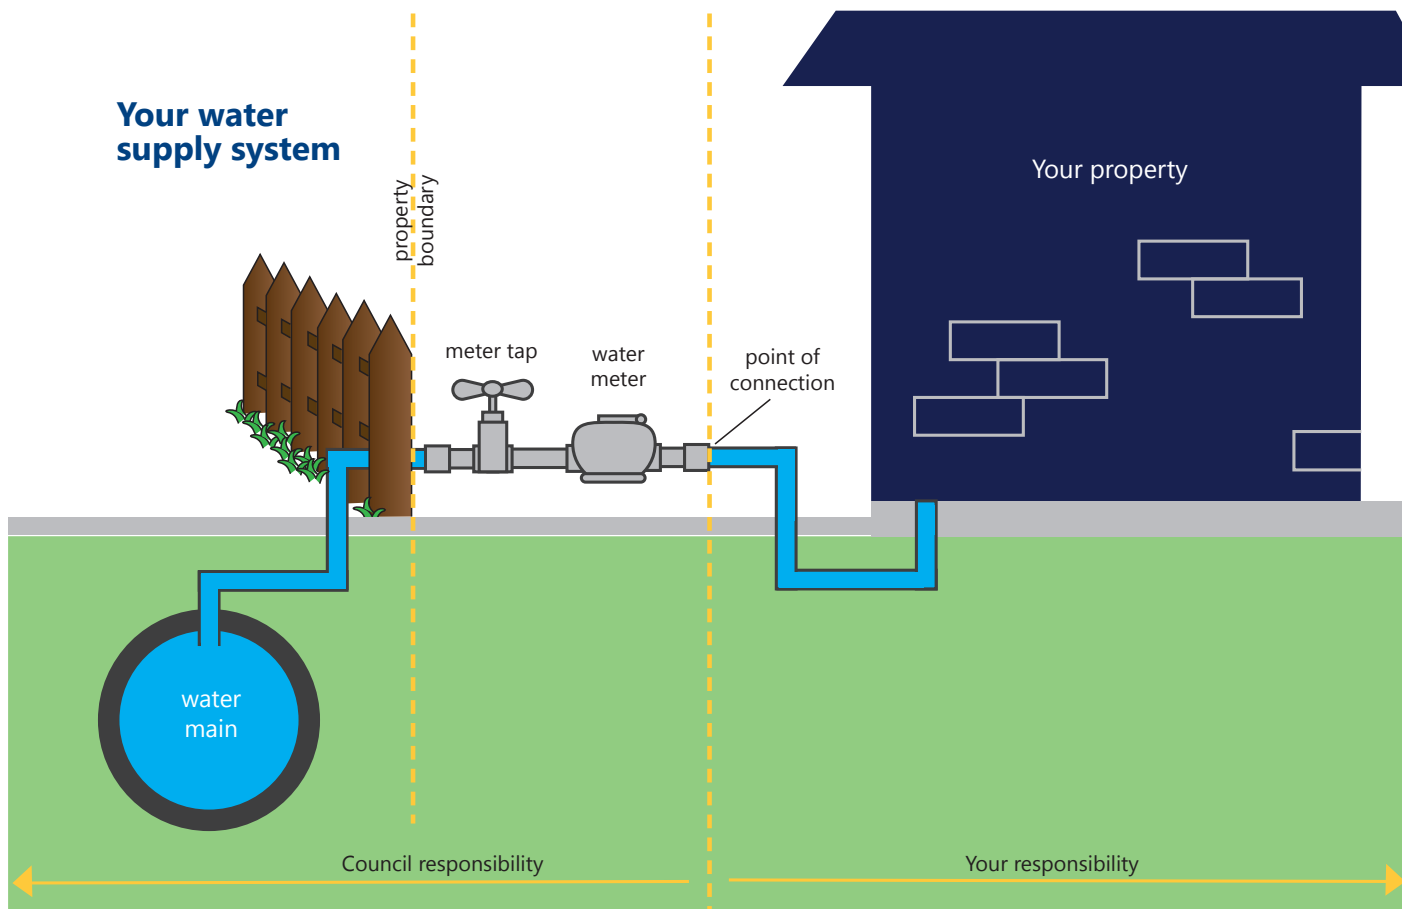 Your water
supply system
property
boundary
Your property
meter tap
water
meter
point of
connection
water
main
Council responsibility
Your responsibility